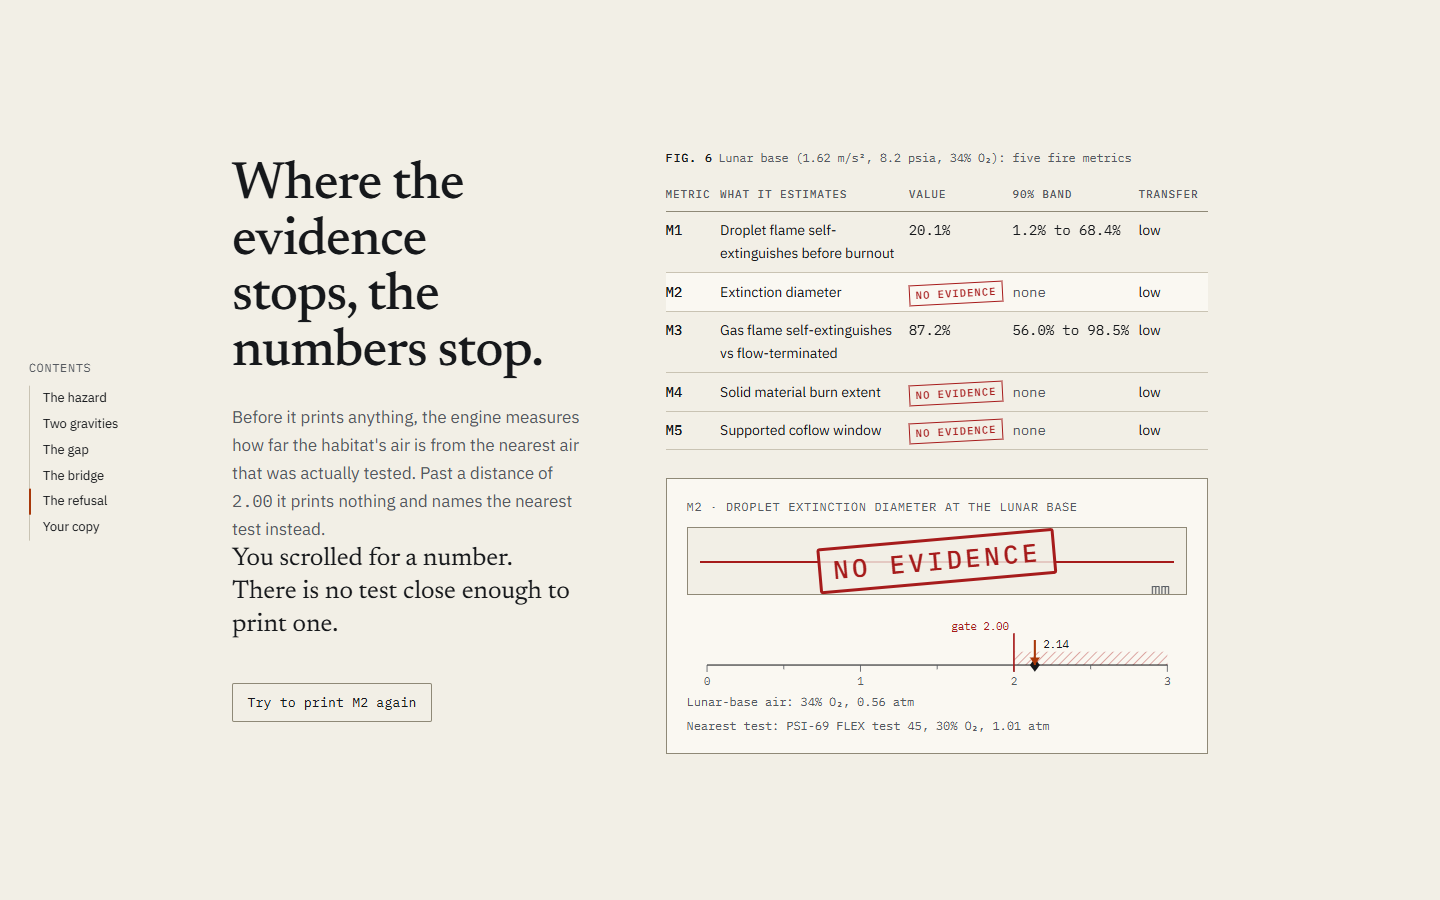 CONTENTS
The hazard
Two gravities
The gap
The bridge
The refusal
Your copy
Where the
evidence
stops, the
numbers stop.
Before it prints anything, the engine measures
how far the habitat's air is from the nearest air
that was actually tested. Past a distance of
2.00 it prints nothing and names the nearest
test instead.
You scrolled for a number.
There is no test close enough to
print one.
Try to print M2 again
FIG. 6 Lunar base (1.62 m/s², 8.2 psia, 34% O₂): five fire metrics
METRIC WHAT IT ESTIMATES VALUE 90% BAND TRANSFER
M1 Droplet flame self- 20.1% 1.2% to 68.4% low
extinguishes before burnout
M2 Extinction diameter NO EVIDENCE none low
M3 Gas flame self-extinguishes 87.2% 56.0% to 98.5% low
vs flow-terminated
M4 Solid material burn extent NO EVIDENCE none low
M5 Supported coflow window NO EVIDENCE none low
M2 · DROPLET EXTINCTION DIAMETER AT THE LUNAR BASE
NO EVIDENCE
mm
gate 2.00
2.14
0 1 2 3
Lunar-base air: 34% O₂, 0.56 atm
Nearest test: PSI-69 FLEX test 45, 30% O₂, 1.01 atm